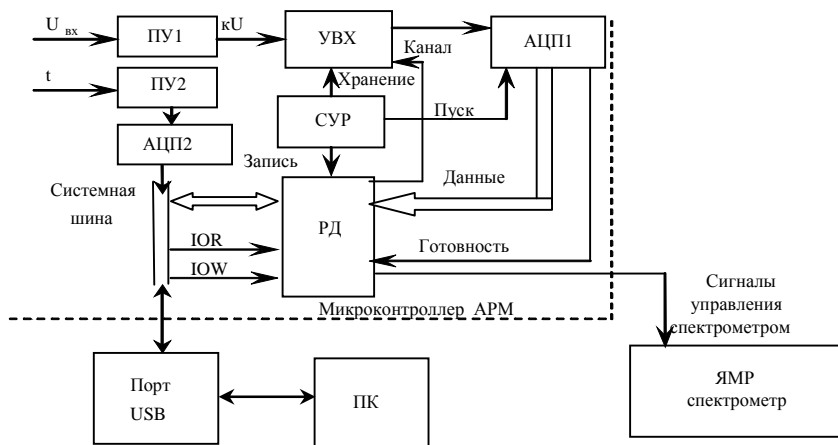 U вх
ПУ1
кU
УВХ
Канал
АЦП1
t
ПУ2
Хранение
АЦП2
СУР
Пуск
Запись
Системная
шина
Данные
РД
IOR
Готовность
IOW
Микроконтроллер АРМ
Сигналы
управления
спектрометром
Порт
USB
ПК
ЯМР
спектрометр